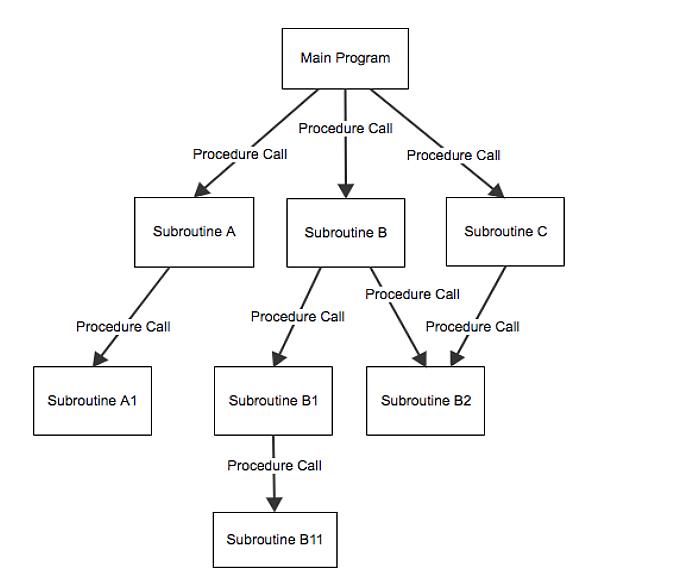 Main Program
Procedure Call
Procedure Call
Procedure Call
Subroutine A
Subroutine B
Subroutine C
Procedure Call
Procedure Call
Procedure Call
Procedure Call
Subroutine A1
Subroutine B1
Subroutine B2
Procedure Call
Subroutine B11